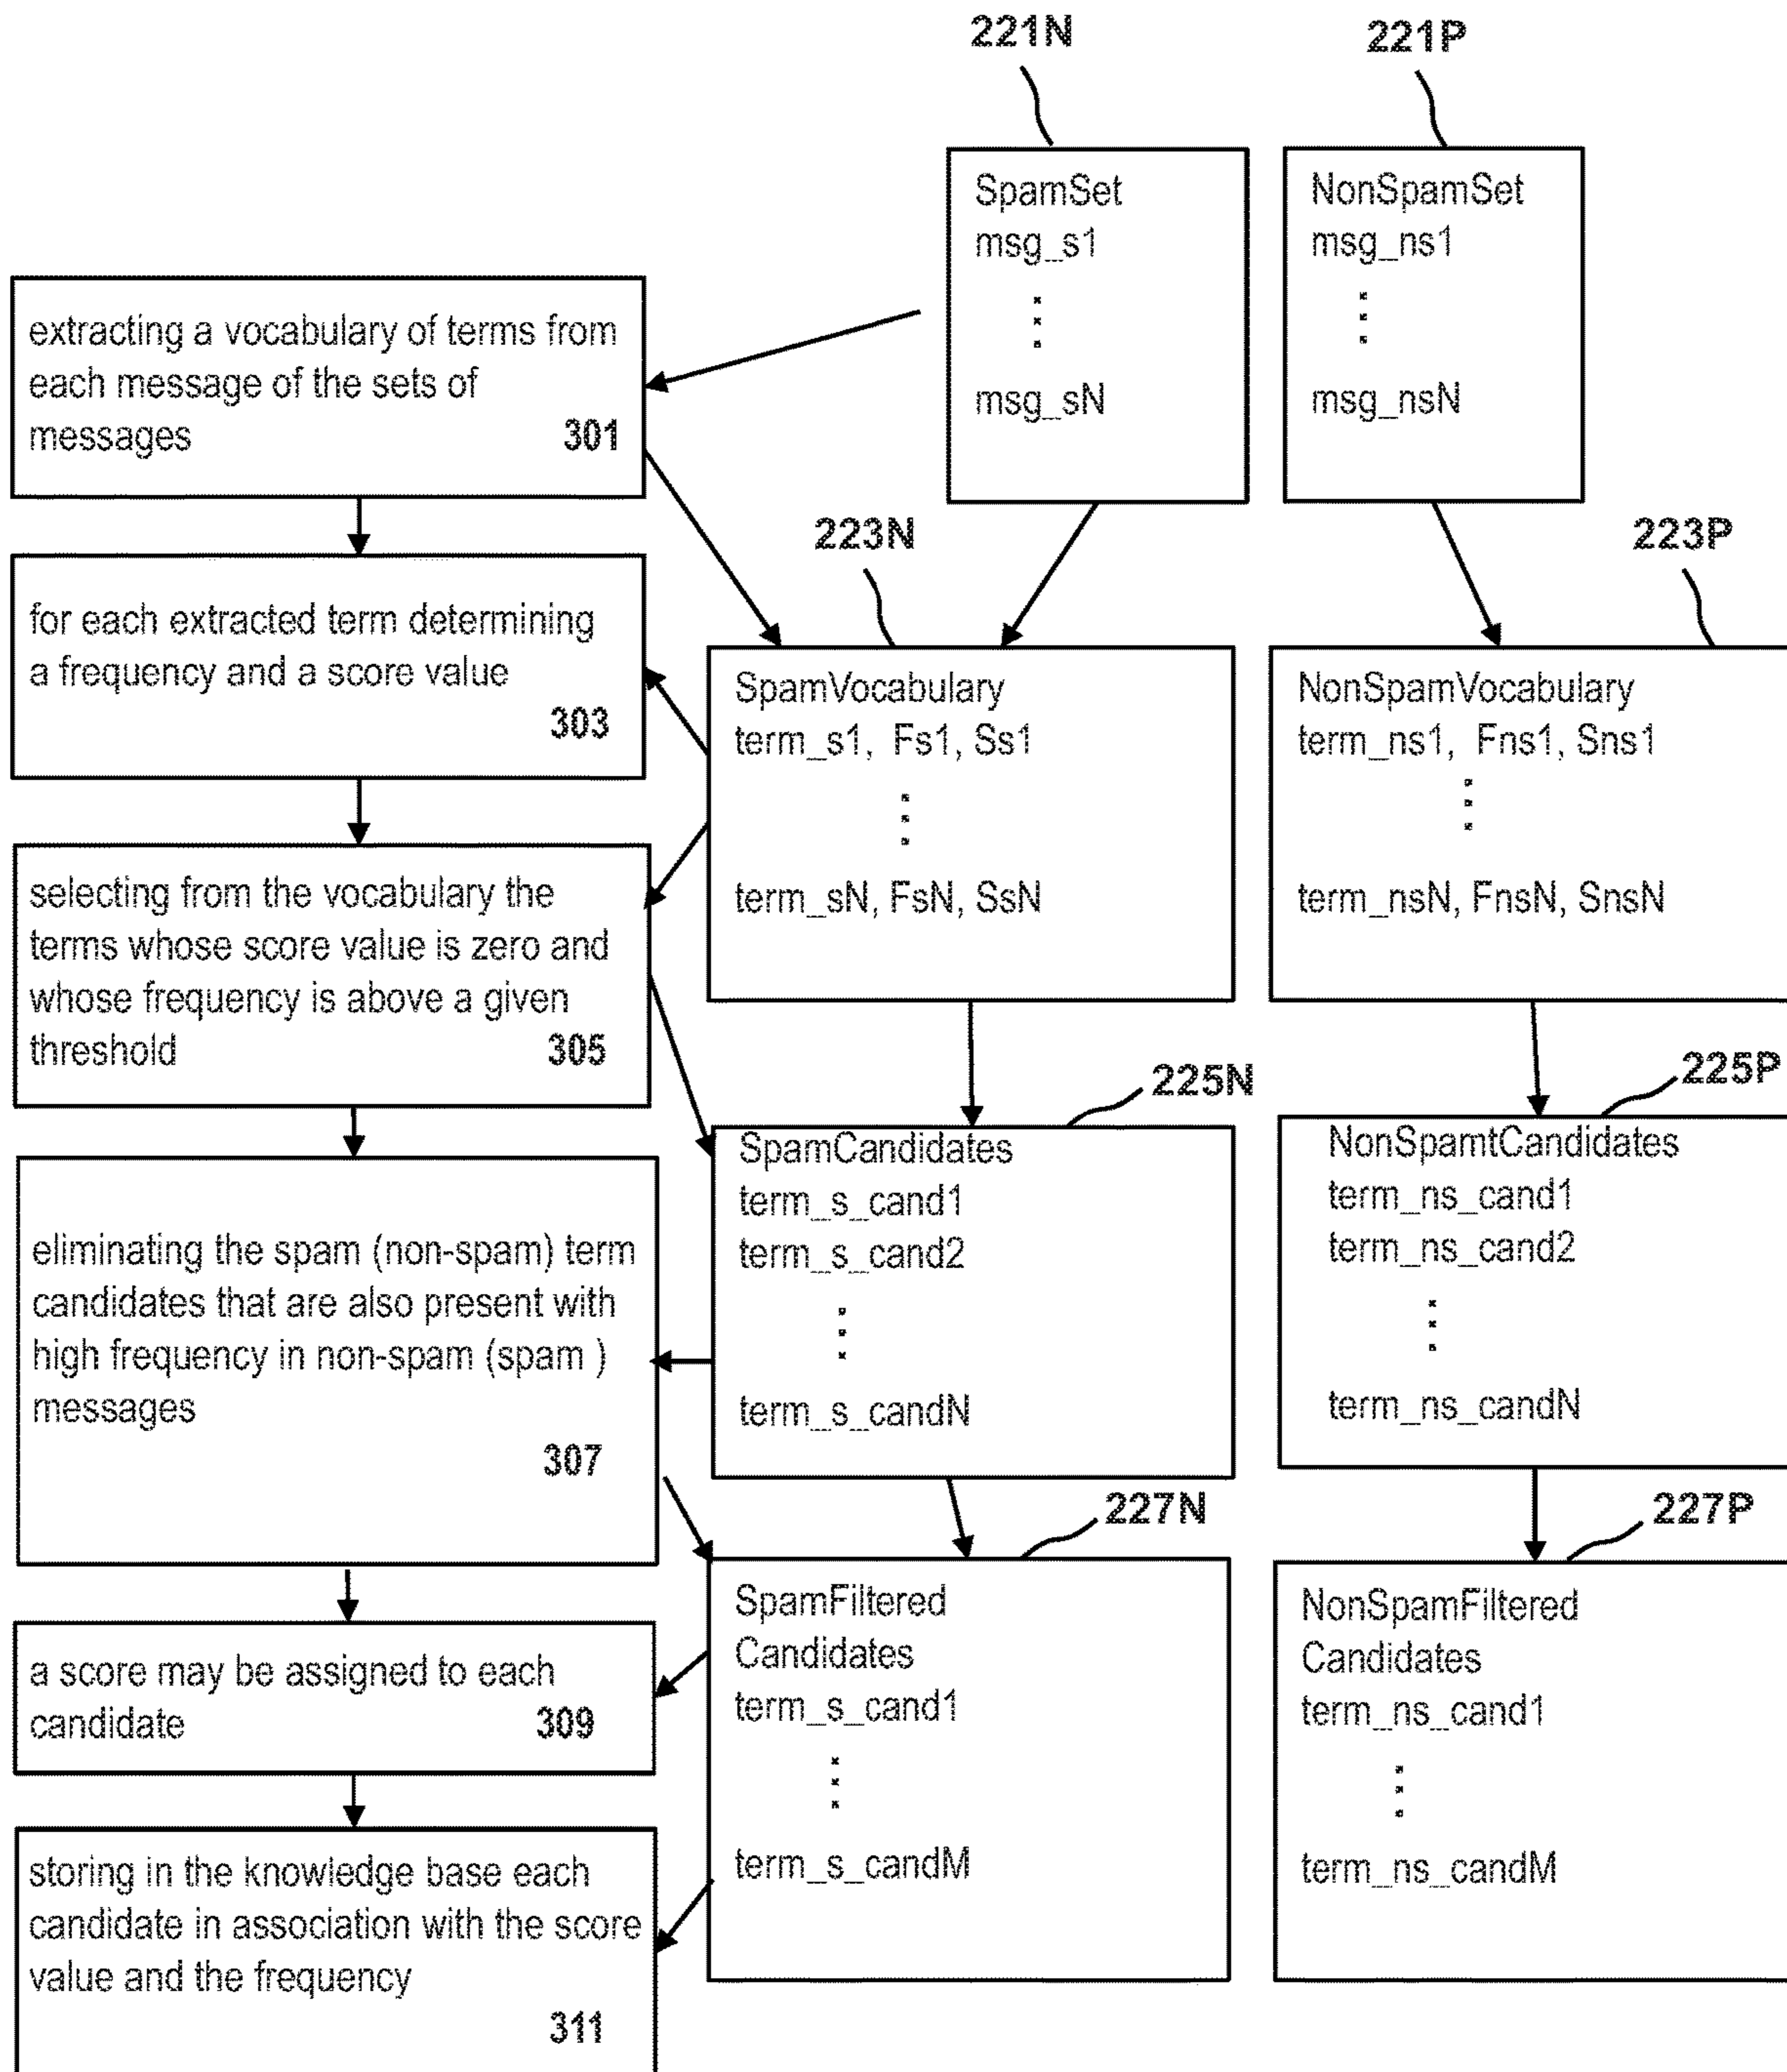 221N
221P
SpamSet
msg_s1
msg_sN
NonSpamSet
msg_ns1
msg_nsN
extracting a vocabulary of terms from
each message of the sets of
messages
301
223N
223P
for each extracted term determining
a frequency and a score value
303
SpamVocabulary
term_s1, Fs1, Ss1
term_sN, FsN, SsN
NonSpamVocabulary
term_ns1, Fns1, Sns1
term_nsN, FnsN, SnsN
selecting from the vocabulary the
terms whose score value is zero and
whose frequency is above a given
threshold
305
225N
225P
SpamCandidates
term_s_cand1
term_s_cand2
term_s_candN
NonSpamtCandidates
term_ns_cand1
term_ns_cand2
term_ns_candN
eliminating the spam (non-spam) term
candidates that are also present with
high frequency in non-spam (spam )
messages
307
227N
227P
SpamFiltered
Candidates
term_s_cand1
term_s_candM
NonSpamFiltered
Candidates
term_ns_cand1
term_ns_candM
a score may be assigned to each
candidate
309
storing in the knowledge base each
candidate in association with the score
value and the frequency
311